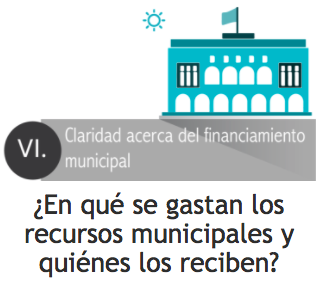 VI.
Claridad acerca del financiamiento
municipal
¿En qué se gastan los
recursos municipales y
quiénes los reciben?